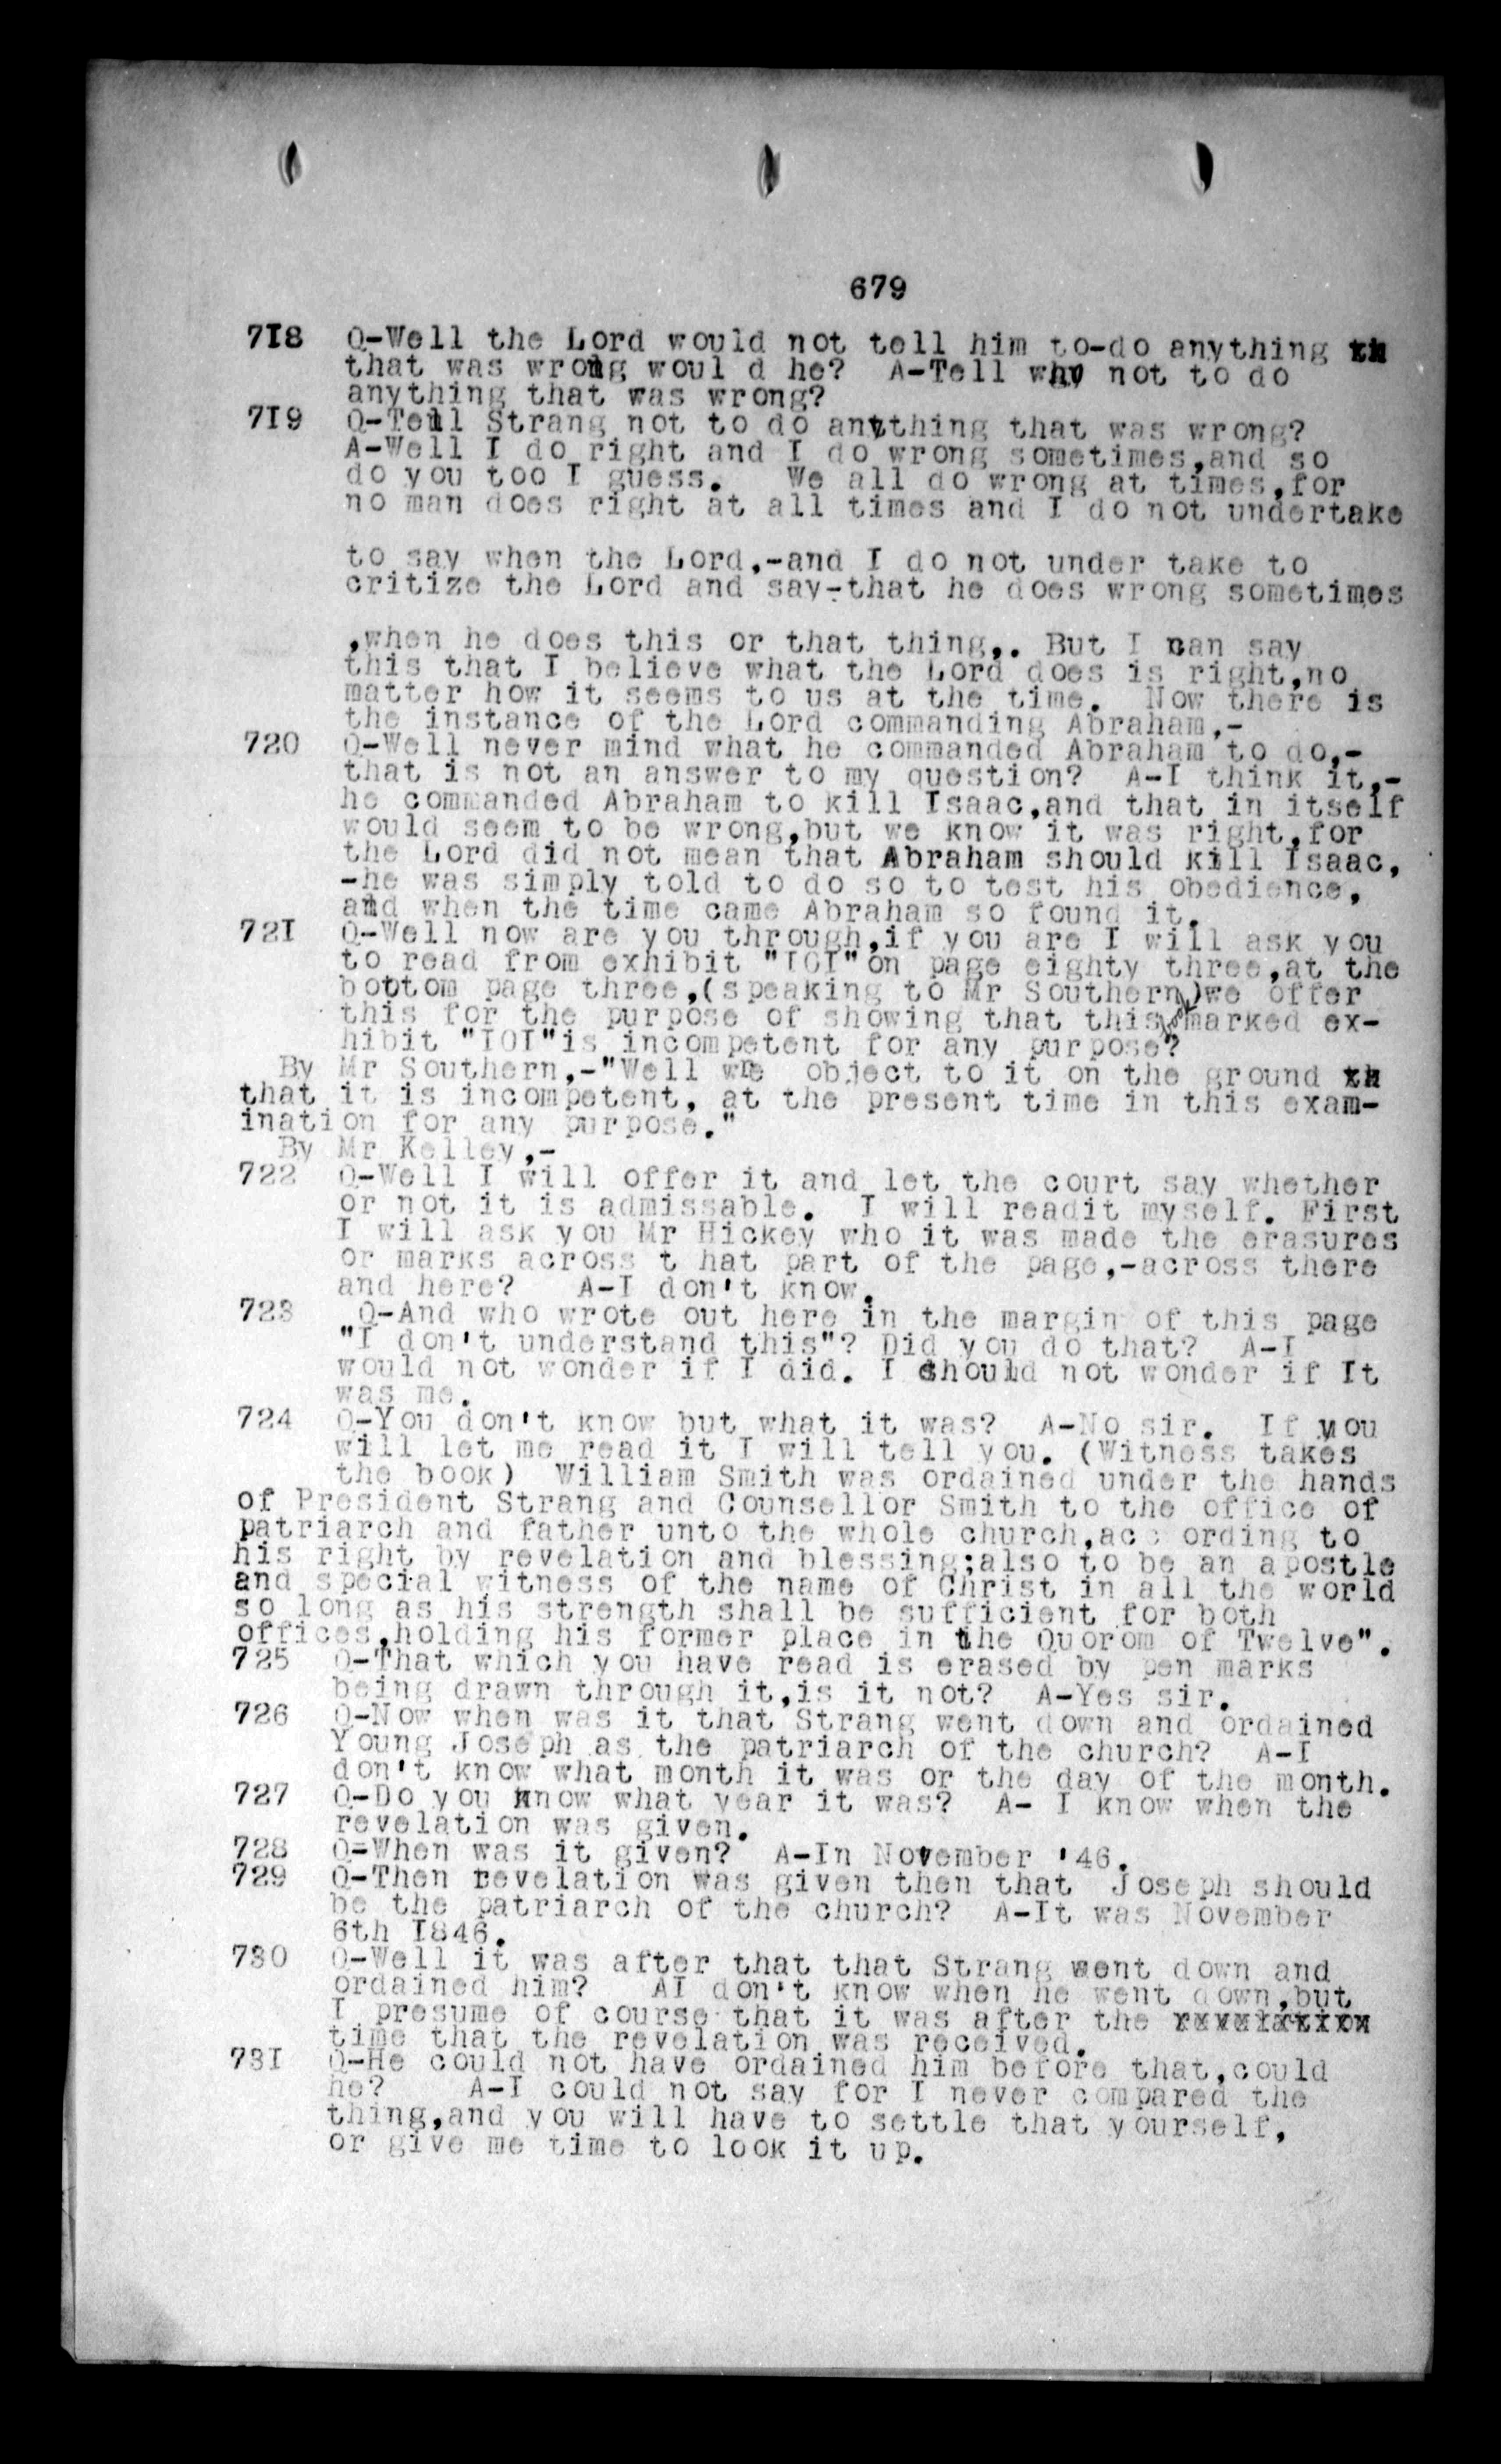 679
718 Q-Well the Lord would not tell him to-do anything
that was wrong woul d he? A-Tell why not to do
anything that was wrong?
719 Q-Tell Strang not to do anything that was wrong?
A-Well I do right and I do wrong sometimes,and so
do you too I guess. We all do wrong at times,for
no man does right at all times and I do not undertake
to say when the Lord,-and I do not under take to
critize the Lord and say-that he does wrong sometimes
,when he does this or that thing,. But I can say
this that I believe what the Lord does is right,no
matter how it seems to us at the time. Now there is
the instance of the Lord commanding Abraham,-
720 Q-Well never mind what he commanded Abraham to do,-
that is not an answer to my question? A-I think it,-
he commanded Abraham to kill Isaac,and that in itself
would seem to be wrong,but we know it was right,for
the Lord did not mean that Abraham should kill Isaac,
-he was simply told to do so to test his obedience,
and when the time came Abraham so found it.
721 Q-Well now are you through,if you are I will ask you
to read from exhibit "IOI"on page eighty three,at the
bottom page three,(speaking to Mr Southern)we offer
this for the purpose of showing that this book marked ex-
hibit "IOI"is incompetent for any purpose?
By Mr Southern,-"Well we object to it on the ground
that it is incompetent, at the present time in this exam-
ination for any purpose."
By Mr Kelley,-
722 Q-Well I will offer it and let the court say whether
or not it is admissable. I will readit myself. First
I will ask you Mr Hickey who it was made the erasures
or marks across t hat part of the page,-across there
and here? A-I don't know.
723 Q-And who wrote out here in the margin of this page
"I don't understand this"? Did you do that? A-I
would not wonder if I did. I should not wonder if It
was me.
724 Q-You don't know but what it was? A-No sir. If you
will let me read it I will tell you. (Witness takes
the book) William Smith was ordained under the hands
of President Strang and Counsellor Smith to the office of
patriarch and father unto the whole church,acc ording to
his right by revelation and blessing;also to be an apostle
and special witness of the name of Christ in all the world
so long as his strength shall be sufficient for both
offices,holding his former place in the Quorom of Twelve".
725 Q-That which you have read is erased by pen marks
being drawn through it,is it not? A-Yes sir.
726 Q-Now when was it that Strang went down and ordained
Young Joseph as the patriarch of the church? A-I
don't know what month it was or the day of the month.
727 Q-Do you know what year it was? A- I know when the
revelation was given.
728 Q-When was it given? A-In November '46.
729 Q-Then revelation was given then that Joseph should
be the patriarch of the church? A-It was November
6th I846.
730 Q-Well it was after that that Strang went down and
ordained him? AI don't know when he went down,but
I presume of course that it was after the
time that the revelation was received.
73I Q-He could not have ordained him before that,could
he? A-I could not say for I never compared the
thing,and you will have to settle that yourself,
or give me time to look it up.